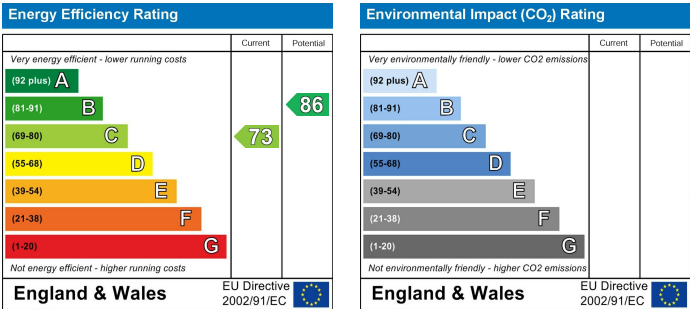 Energy Efficiency Rating
Current Potential
Very energy efficient - lower running costs
(92 plus) A
(81-91) B
(69-80) C
(55-68) D
(39-54) E
(21-38) F
(1-20) G
73
86
Not energy efficient - higher running costs
England & Wales
EU Directive
2002/91/EC
Environmental Impact (CO₂) Rating
Current Potential
Very environmentally friendly - lower CO2 emissions
(92 plus) A
(81-91) B
(69-80) C
(55-68) D
(39-54) E
(21-38) F
(1-20) G
Not environmentally friendly - higher CO2 emissions
England & Wales
EU Directive
2002/91/EC